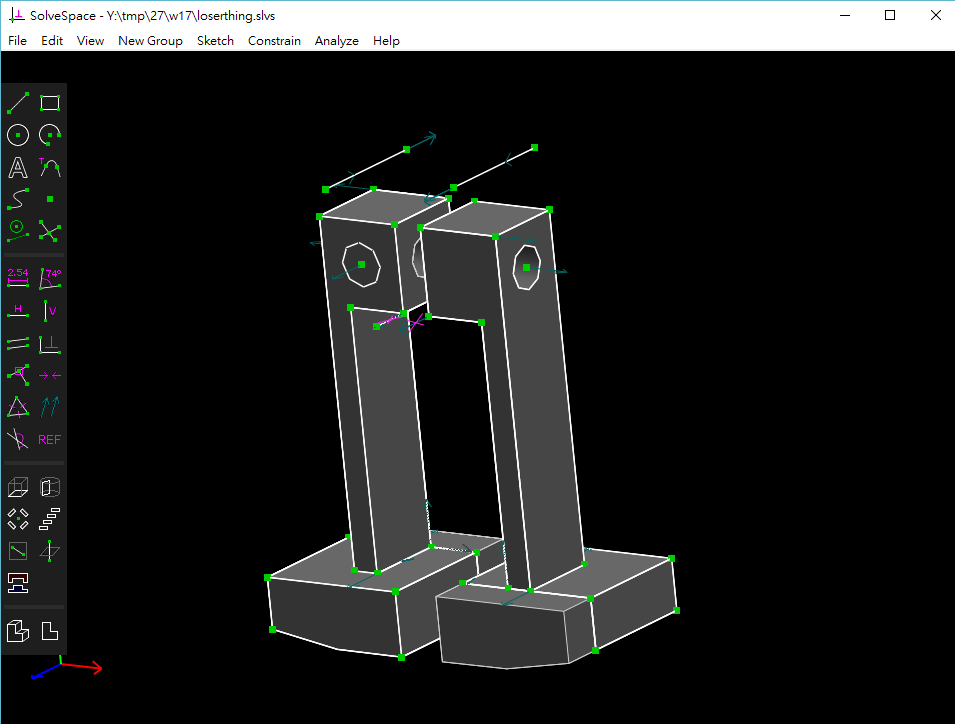 SolveSpace - Y:\tmp\27\w17\loserthing.slvs
File Edit View New Group Sketch Constrain Analyze Help
A T
2.54 74°
H V
REF